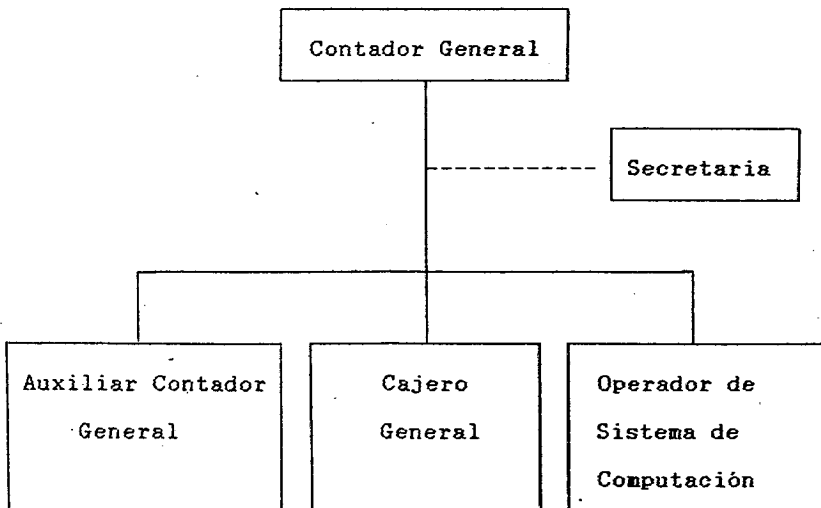 Contador General
Secretaria
Auxiliar Contador
General
Cajero
General
Operador de
Sistema de
Computación